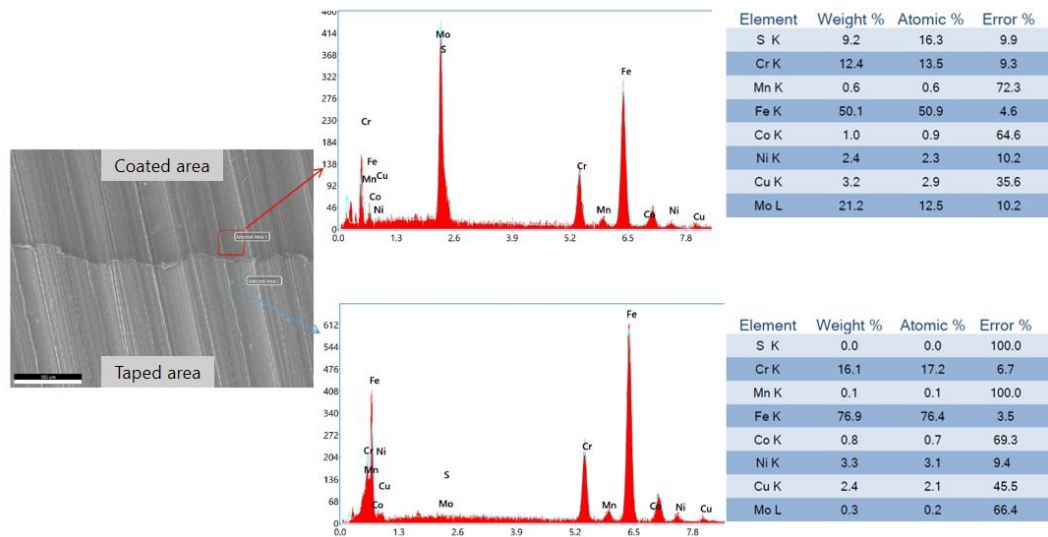 Coated area
Selected Area 1
Selected Area 2
Taped area
460
414
368
322
276
230
184
138
92
46
0
Mo
S
Fe
Cr
Fe
Cu
Mn
Co
Ni
Cr
Mn
Co
Ni
Cu
0.0 1.3 2.6 3.9 5.2 6.5 7.8
Element Weight % Atomic % Error %
S K 9.2 16.3 9.9
Cr K 12.4 13.5 9.3
Mn K 0.6 0.6 72.3
Fe K 50.1 50.9 4.6
Co K 1.0 0.9 64.6
Ni K 2.4 2.3 10.2
Cu K 3.2 2.9 35.6
Mo L 21.2 12.5 10.2
612
544
476
408
340
272
204
136
68
0
Fe
Fe
Cr Ni
Mn
Cu
Co
S
Mo
Cr
Mn
Co
Ni
Cu
0.0 1.3 2.6 3.9 5.2 6.5 7.8
Element Weight % Atomic % Error %
S K 0.0 0.0 100.0
Cr K 16.1 17.2 6.7
Mn K 0.1 0.1 100.0
Fe K 76.9 76.4 3.5
Co K 0.8 0.7 69.3
Ni K 3.3 3.1 9.4
Cu K 2.4 2.1 45.5
Mo L 0.3 0.2 66.4